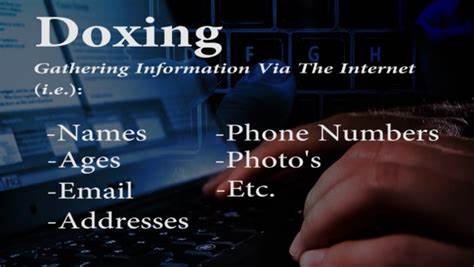 Doxing
Gathering Information Via The Internet
(i.e.):
-Names
-Ages
-Email
-Addresses
-Phone Numbers
-Photo's
-Etc.